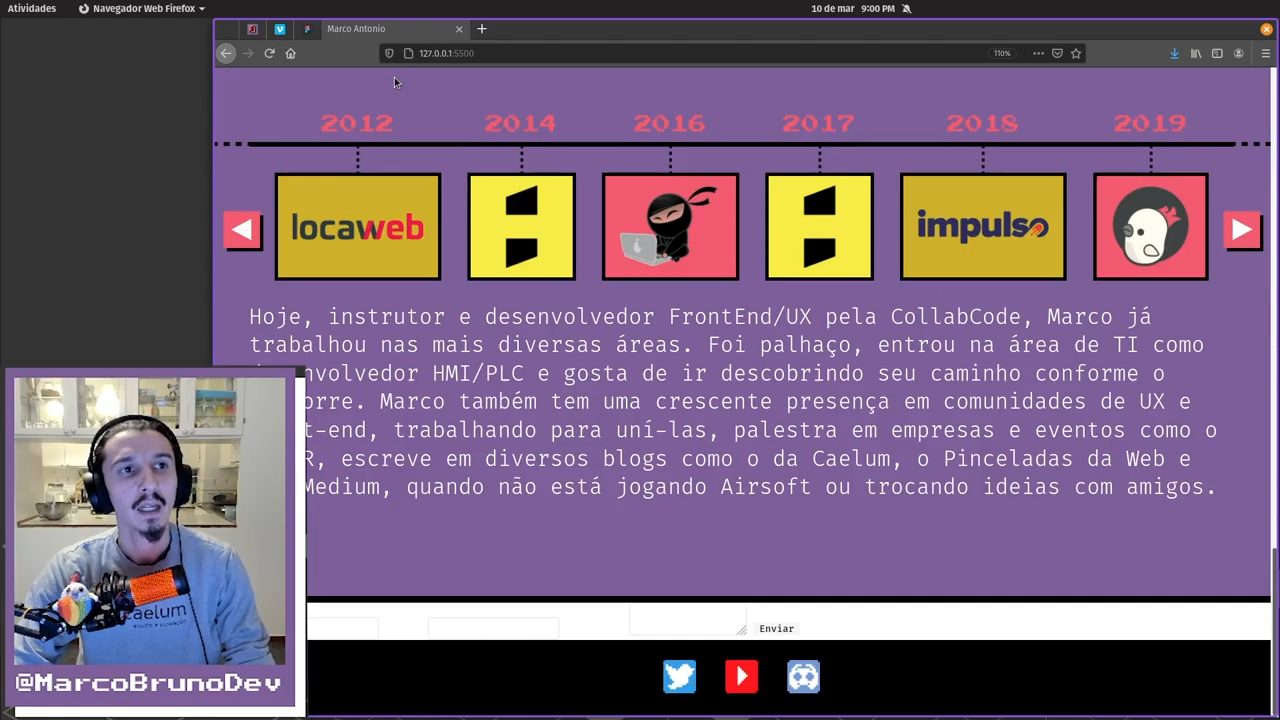 Atividades
Navegador Web Firefox
10 de mar 9:00 PM
Marco Antonio
127.0.0.1:5500
110%
2012 2014 2016 2017 2018 2019
locaweb
impulso
Hoje, instrutor e desenvolvedor FrontEnd/UX pela CollabCode, Marco já
trabalhou nas mais diversas áreas. Foi palhaço, entrou na área de TI como
nvolvedor HMI/PLC e gosta de ir descobrindo seu caminho conforme o
orre. Marco também tem uma crescente presença em comunidades de UX e
t-end, trabalhando para uní-las, palestra em empresas e eventos como o
R, escreve em diversos blogs como o da Caelum, o Pinceladas da Web e
Medium, quando não está jogando Airsoft ou trocando ideias com amigos.
caelum
Enviar
@MarcoBrunoDev